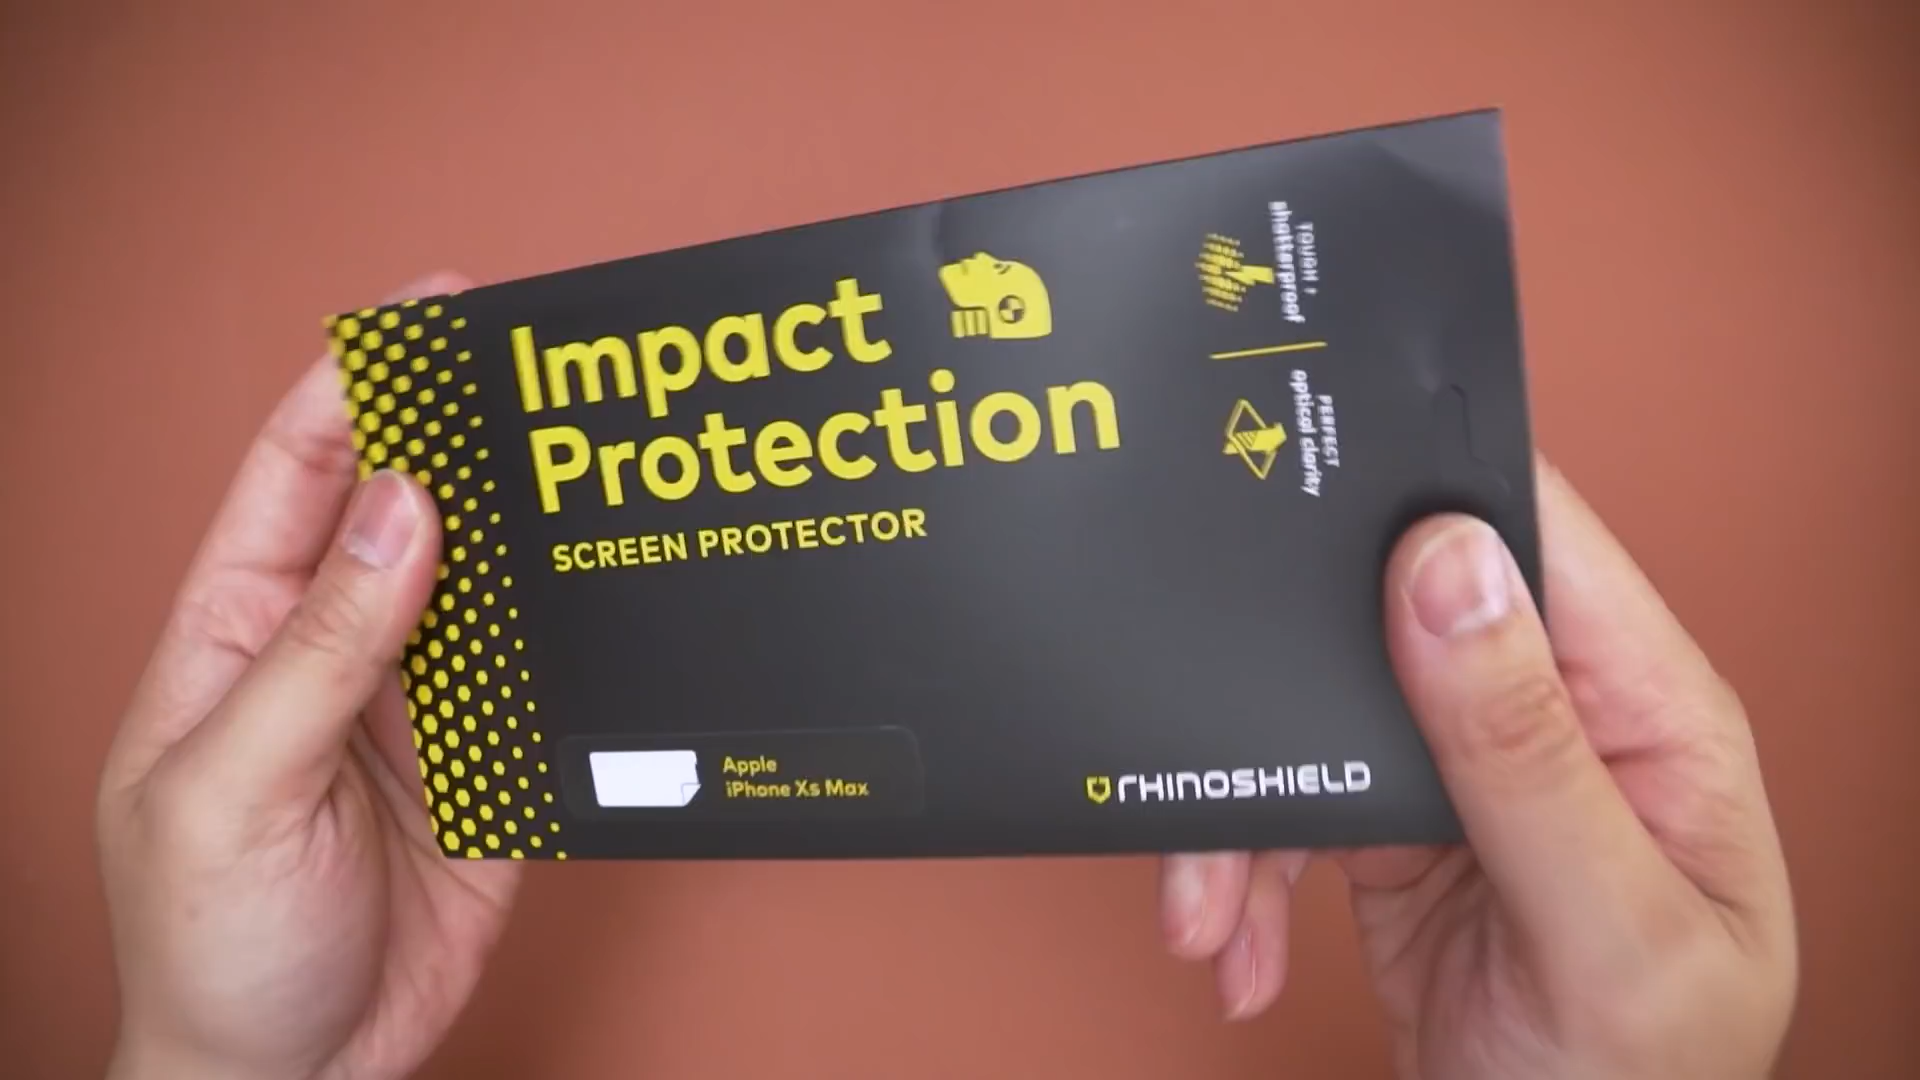 Impact
Protection
SCREEN PROTECTOR
TOUGH &
shatterproof
PERFECT
optical clarity
Apple
iPhone Xs Max
RHINOSHIELD